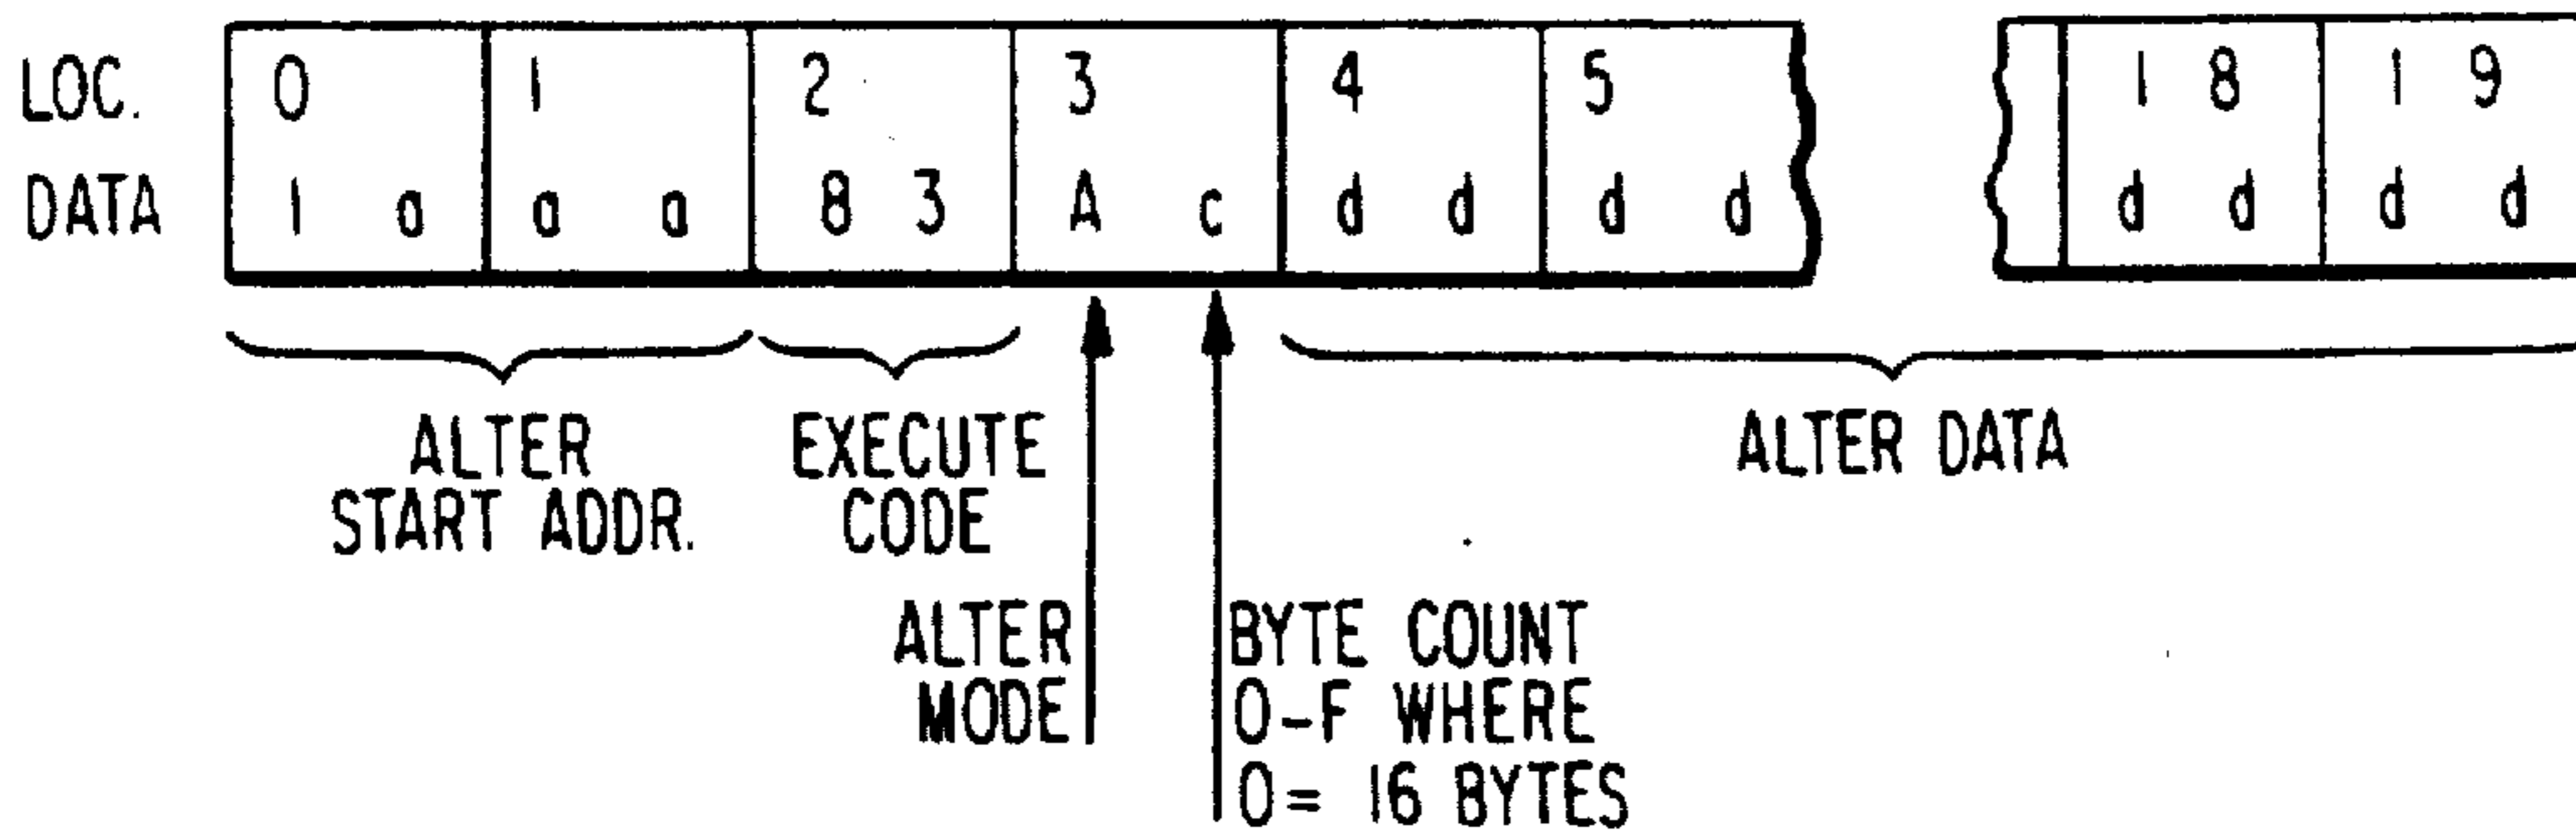 LOC. 0 1 2 3 4 5 1 8 1 9
DATA 1 a a a 8 3 A c d d d d d d d d
ALTER
START ADDR.
EXECUTE
CODE
ALTER DATA
ALTER
MODE
BYTE COUNT
0-F WHERE
0= 16 BYTES